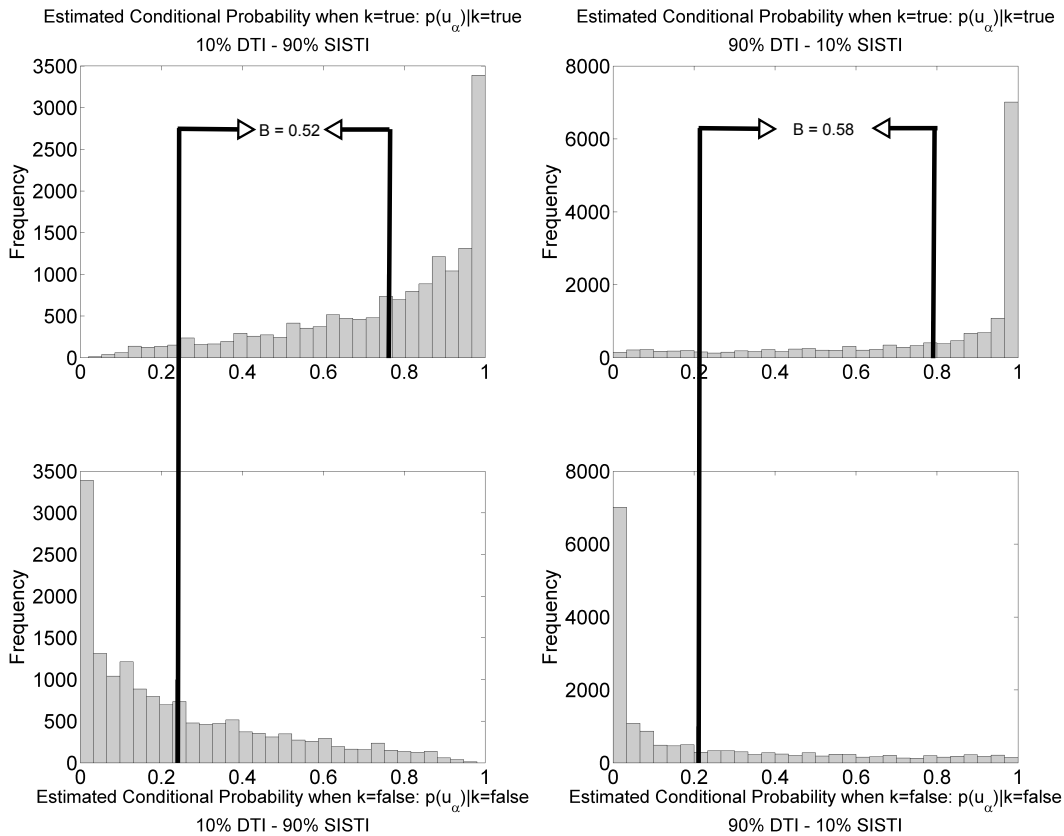 Estimated Conditional Probability when k=true: p(uα)|k=true
10% DTI - 90% SISTI
3500
3000
2500
2000
1500
1000
500
0
Frequency
B = 0.52
0 0.2 0.4 0.6 0.8 1
Estimated Conditional Probability when k=true: p(uα)|k=true
90% DTI - 10% SISTI
8000
6000
4000
2000
0
Frequency
B = 0.58
0 0.2 0.4 0.6 0.8 1
3500
3000
2500
2000
1500
1000
500
0
Frequency
0 0.2 0.4 0.6 0.8 1
Estimated Conditional Probability when k=false: p(uα)|k=false
10% DTI - 90% SISTI
8000
6000
4000
2000
0
Frequency
0 0.2 0.4 0.6 0.8 1
Estimated Conditional Probability when k=false: p(uα)|k=false
90% DTI - 10% SISTI